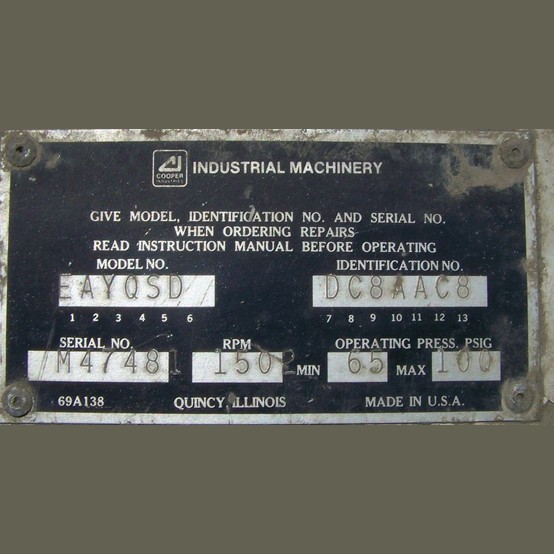 COOPER
INDUSTRIES
INDUSTRIAL MACHINERY
GIVE MODEL, IDENTIFICATION NO. AND SERIAL NO.
WHEN ORDERING REPAIRS
READ INSTRUCTION MANUAL BEFORE OPERATING
MODEL NO. IDENTIFICATION NO.
EAYQSD DC8AAC8
1 2 3 4 5 6 7 8 9 10 11 12 13
SERIAL NO. RPM OPERATING PRESS. PSIG
M47481 1502 MIN 65 MAX 100
69A138 QUINCY, ILLINOIS MADE IN U.S.A.